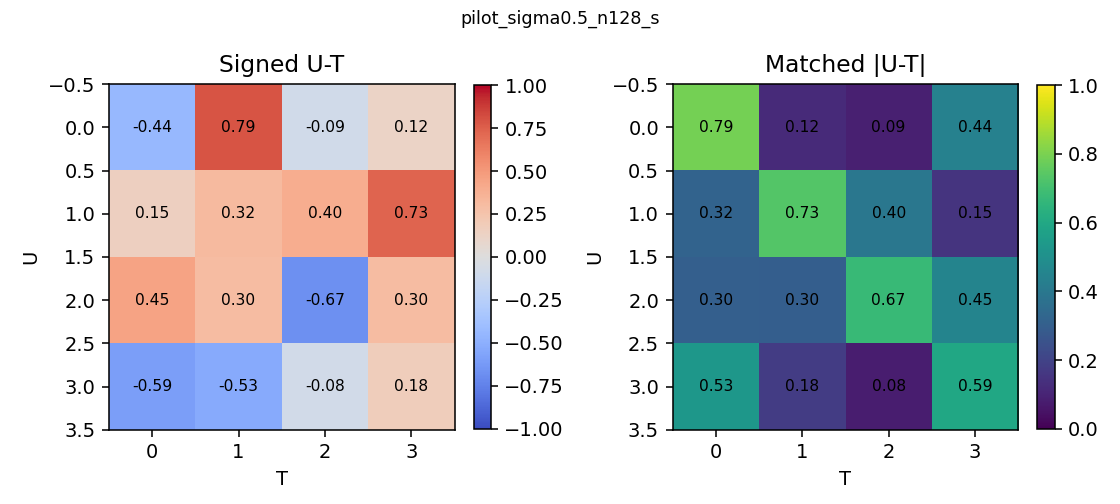 pilot_sigma0.5_n128_s
Signed U-T
−0.5
0.0
0.5
1.0
1.5
2.0
2.5
3.0
3.5
U
-0.44 0.79 -0.09 0.12
0.15 0.32 0.40 0.73
0.45 0.30 -0.67 0.30
-0.59 -0.53 -0.08 0.18
0 1 2 3
T
1.00
0.75
0.50
0.25
0.00
−0.25
−0.50
−0.75
−1.00
Matched |U-T|
−0.5
0.0
0.5
1.0
1.5
2.0
2.5
3.0
3.5
U
0.79 0.12 0.09 0.44
0.32 0.73 0.40 0.15
0.30 0.30 0.67 0.45
0.53 0.18 0.08 0.59
0 1 2 3
T
1.0
0.8
0.6
0.4
0.2
0.0